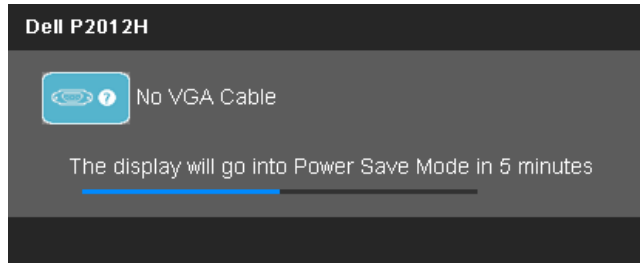 Dell P2012H
? No VGA Cable
The display will go into Power Save Mode in 5 minutes